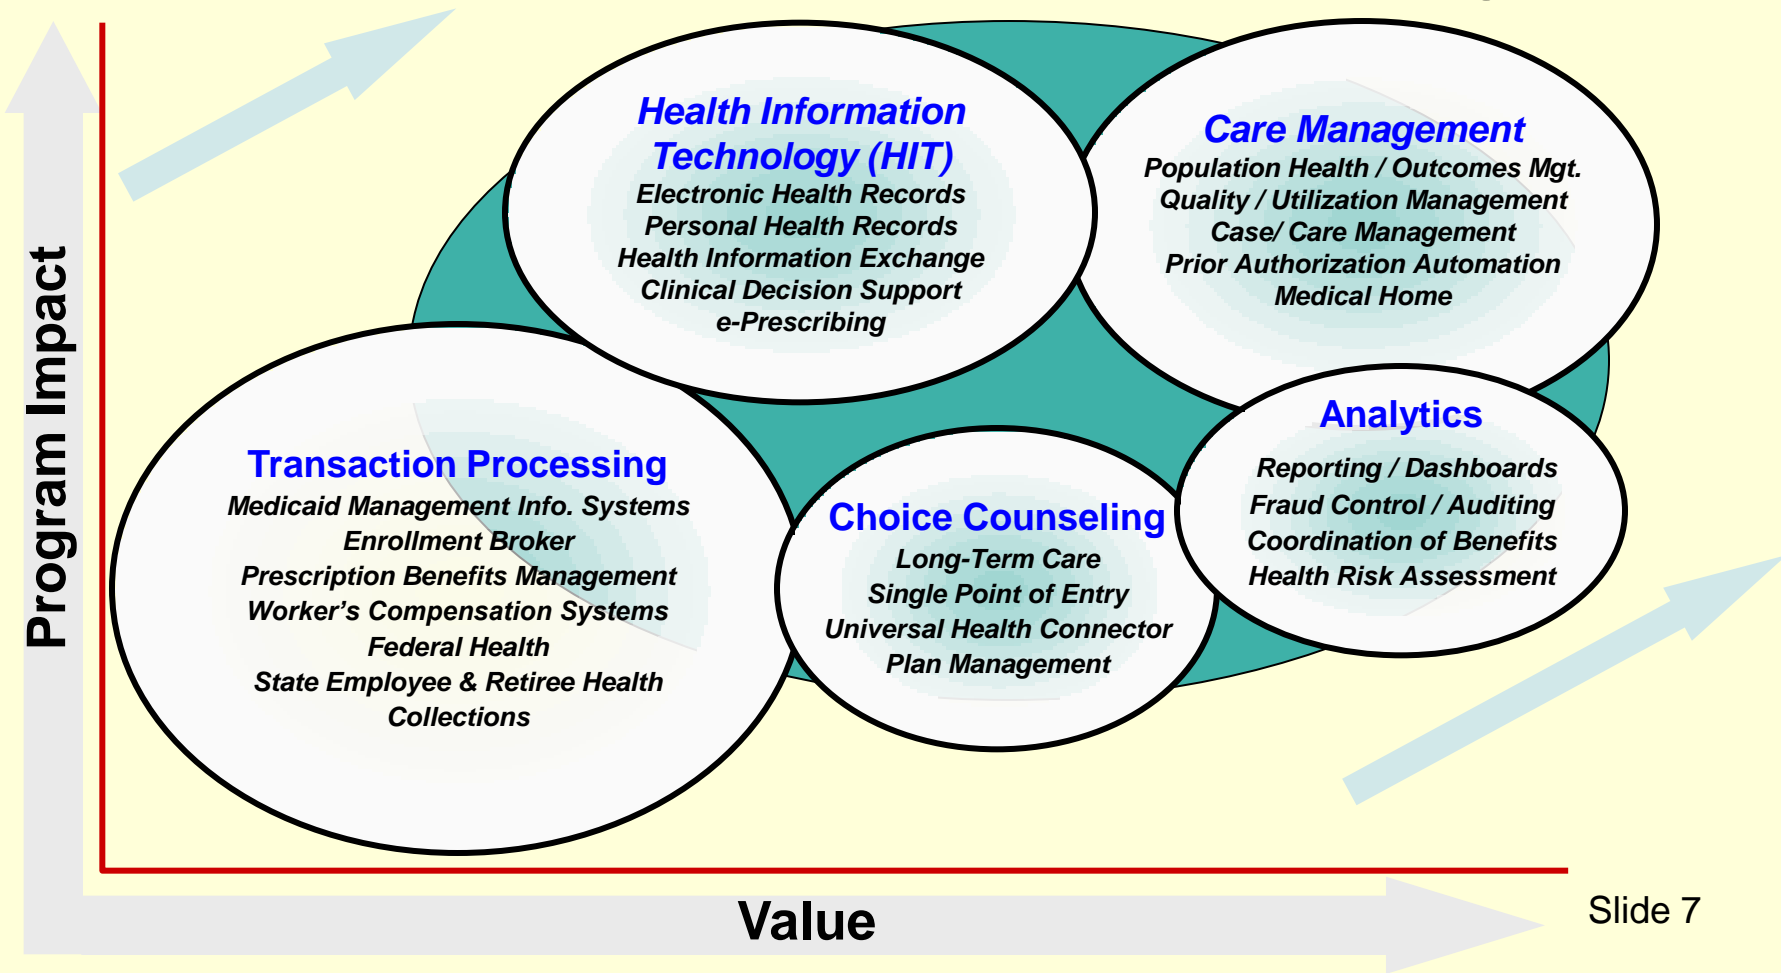 Health Information
Technology (HIT)
Electronic Health Records
Personal Health Records
Health Information Exchange
Clinical Decision Support
e-Prescribing
Care Management
Population Health / Outcomes Mgt.
Quality / Utilization Management
Case/ Care Management
Prior Authorization Automation
Medical Home
Program Impact
Transaction Processing
Medicaid Management Info. Systems
Enrollment Broker
Prescription Benefits Management
Worker’s Compensation Systems
Federal Health
State Employee & Retiree Health
Collections
Choice Counseling
Long-Term Care
Single Point of Entry
Universal Health Connector
Plan Management
Analytics
Reporting / Dashboards
Fraud Control / Auditing
Coordination of Benefits
Health Risk Assessment
Value
Slide 7